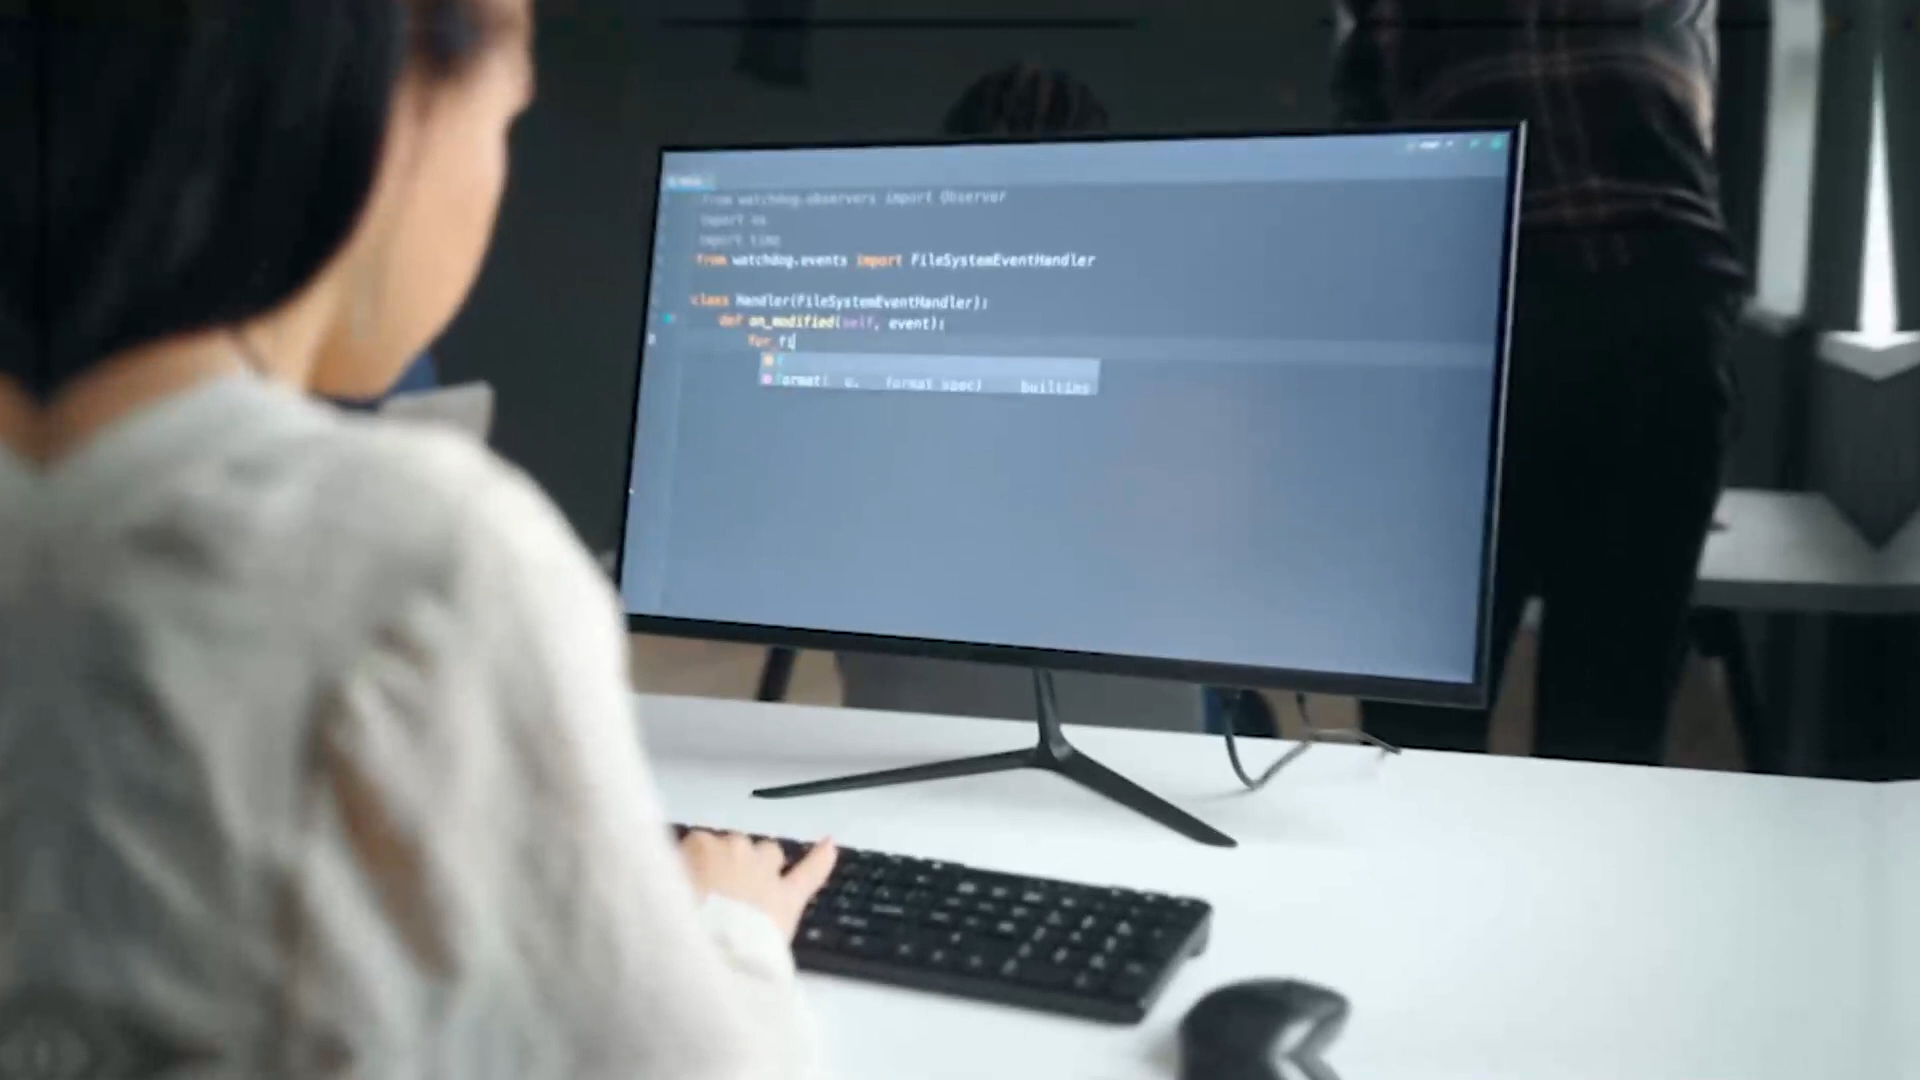 from watchdog.observers import Observer
import os
import time
from watchdog.events import FileSystemEventHandler
class Handler(FileSystemEventHandler):
def on_modified(self, event):
for fi
f
format( format_spec) builtins